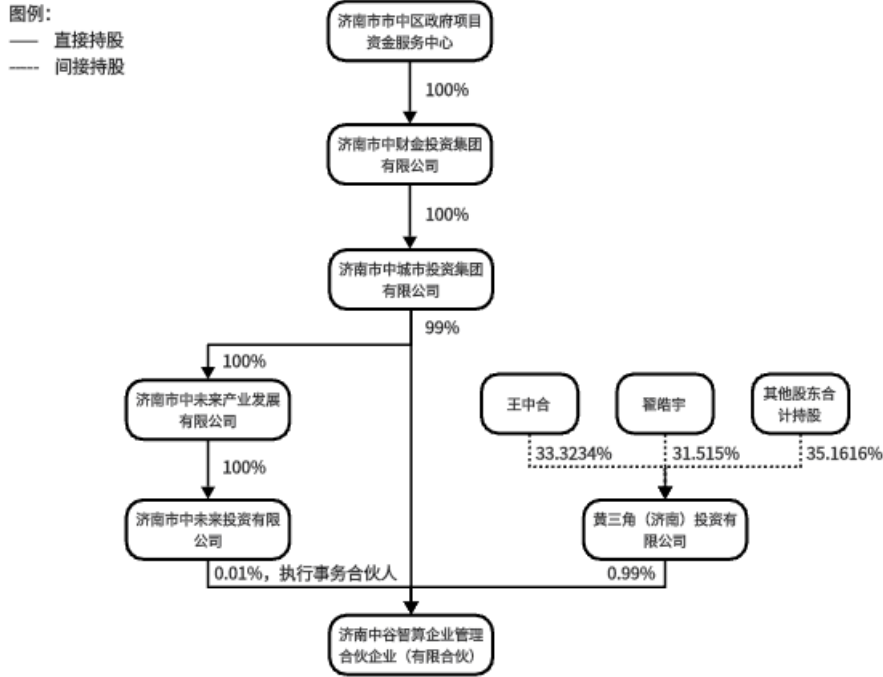 图例：
直接持股
间接持股
济南市市中区政府项目
资金服务中心
100%
济南市中财金投资集团
有限公司
100%
济南市中城市投资集团
有限公司
99%
100%
济南市中未来产业发展
有限公司
王中合
翟皓宇
其他股东合
计持股
33.3234%
31.515%
35.1616%
100%
济南市中未来投资有限
公司
黄三角（济南）投资有
限公司
0.01%，执行事务合伙人
0.99%
济南中谷智算企业管理
合伙企业（有限合伙）